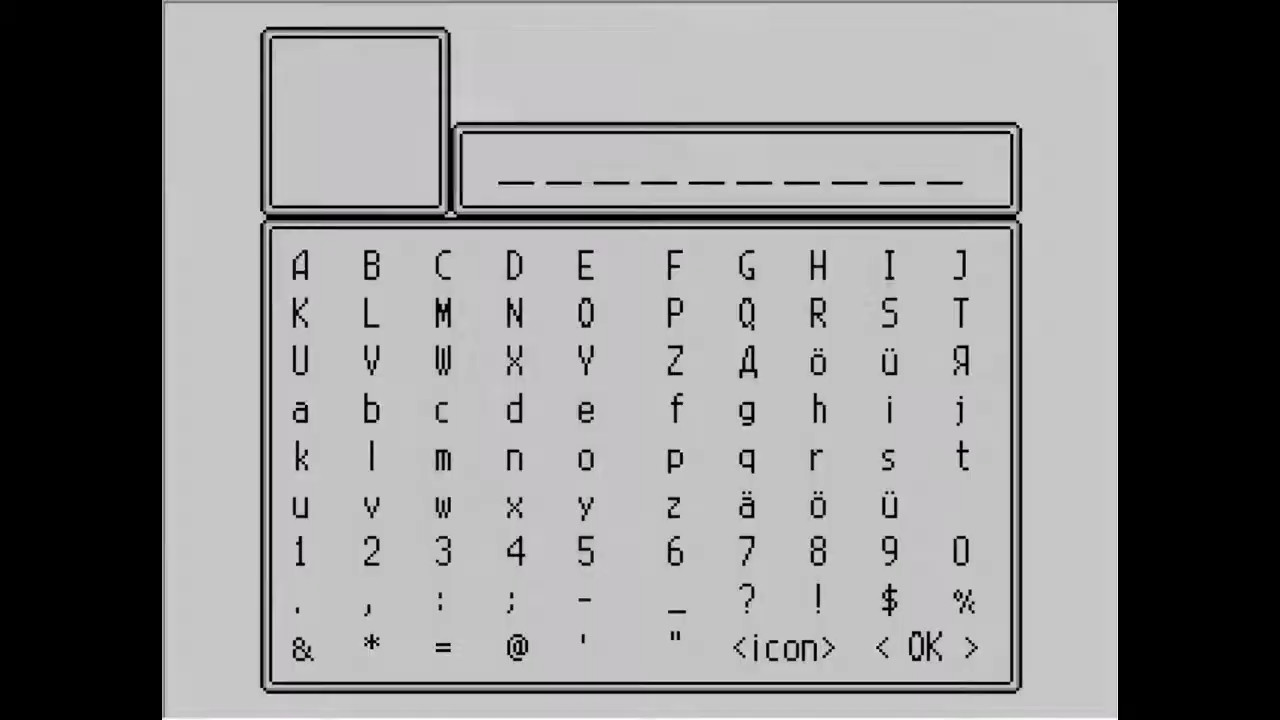 _ _ _ _ _ _ _ _ _ _
A B C D E F G H I J
K L M N O P Q R S T
U V W X Y Z Д ö ü Я
a b c d e f g h i j
k l m n o p q r s t
u v w x y z ä ö ü
1 2 3 4 5 6 7 8 9 0
. , : ; - _ ? ! $ %
& * = @ ' " <icon> < OK >